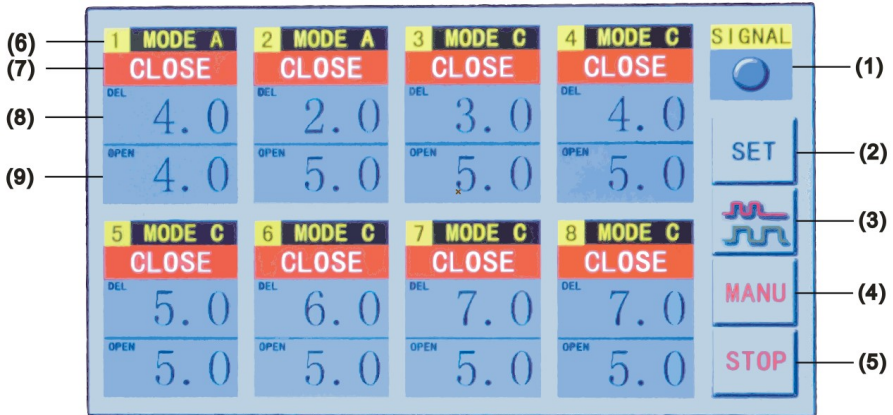 (6) 1 MODE A 2 MODE A 3 MODE C 4 MODE C SIGNAL
(7) CLOSE CLOSE CLOSE CLOSE (1)
DEL DEL DEL DEL
(8) 4.0 2.0 3.0 4.0
OPEN OPEN OPEN OPEN SET (2)
(9) 4.0 5.0 5.0 5.0
(3)
5 MODE C 6 MODE C 7 MODE C 8 MODE C
CLOSE CLOSE CLOSE CLOSE
DEL DEL DEL DEL MANU (4)
5.0 6.0 7.0 7.0
OPEN OPEN OPEN OPEN STOP (5)
5.0 5.0 5.0 5.0